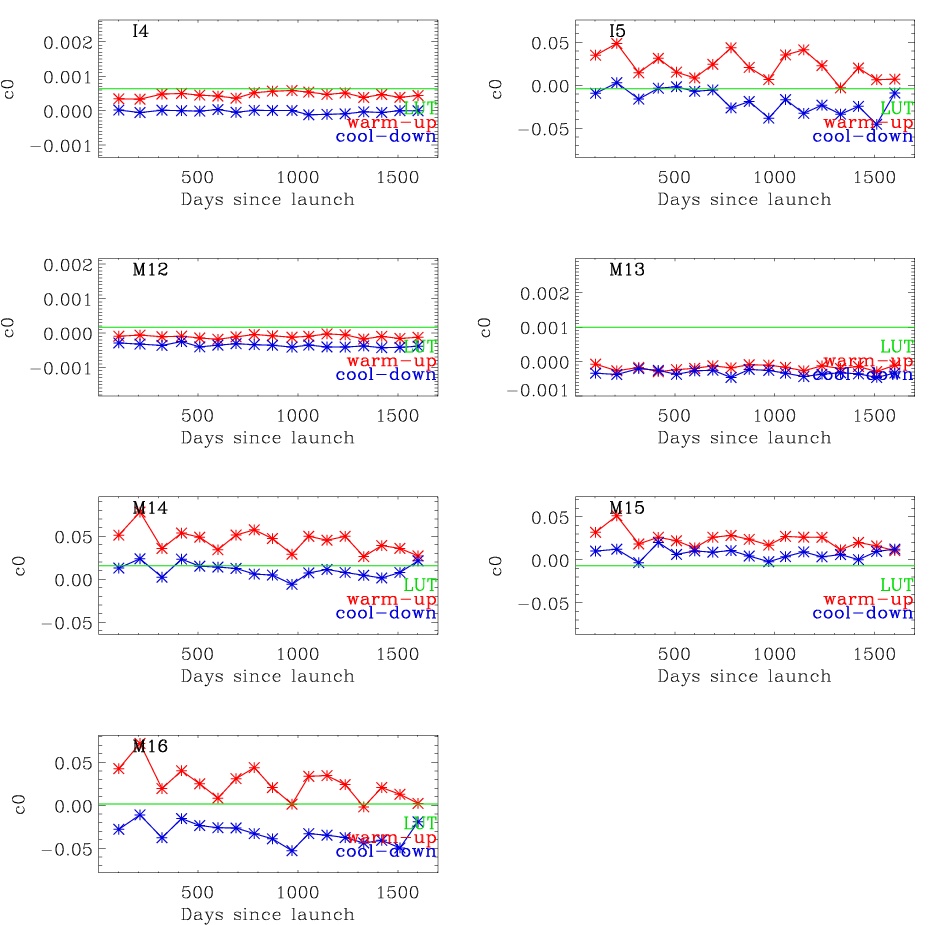 I4
0.002
0.001
0.000
−0.001
c0
LUT
warm−up
cool−down
500 1000 1500
Days since launch
I5
0.05
0.00
−0.05
c0
LUT
warm−up
cool−down
500 1000 1500
Days since launch
M12
0.002
0.001
0.000
−0.001
c0
LUT
warm−up
cool−down
500 1000 1500
Days since launch
M13
0.002
0.001
0.000
−0.001
c0
LUT
warm−up
cool−down
500 1000 1500
Days since launch
M14
0.05
0.00
−0.05
c0
LUT
warm−up
cool−down
500 1000 1500
Days since launch
M15
0.05
0.00
−0.05
c0
LUT
warm−up
cool−down
500 1000 1500
Days since launch
M16
0.05
0.00
−0.05
c0
LUT
warm−up
cool−down
500 1000 1500
Days since launch